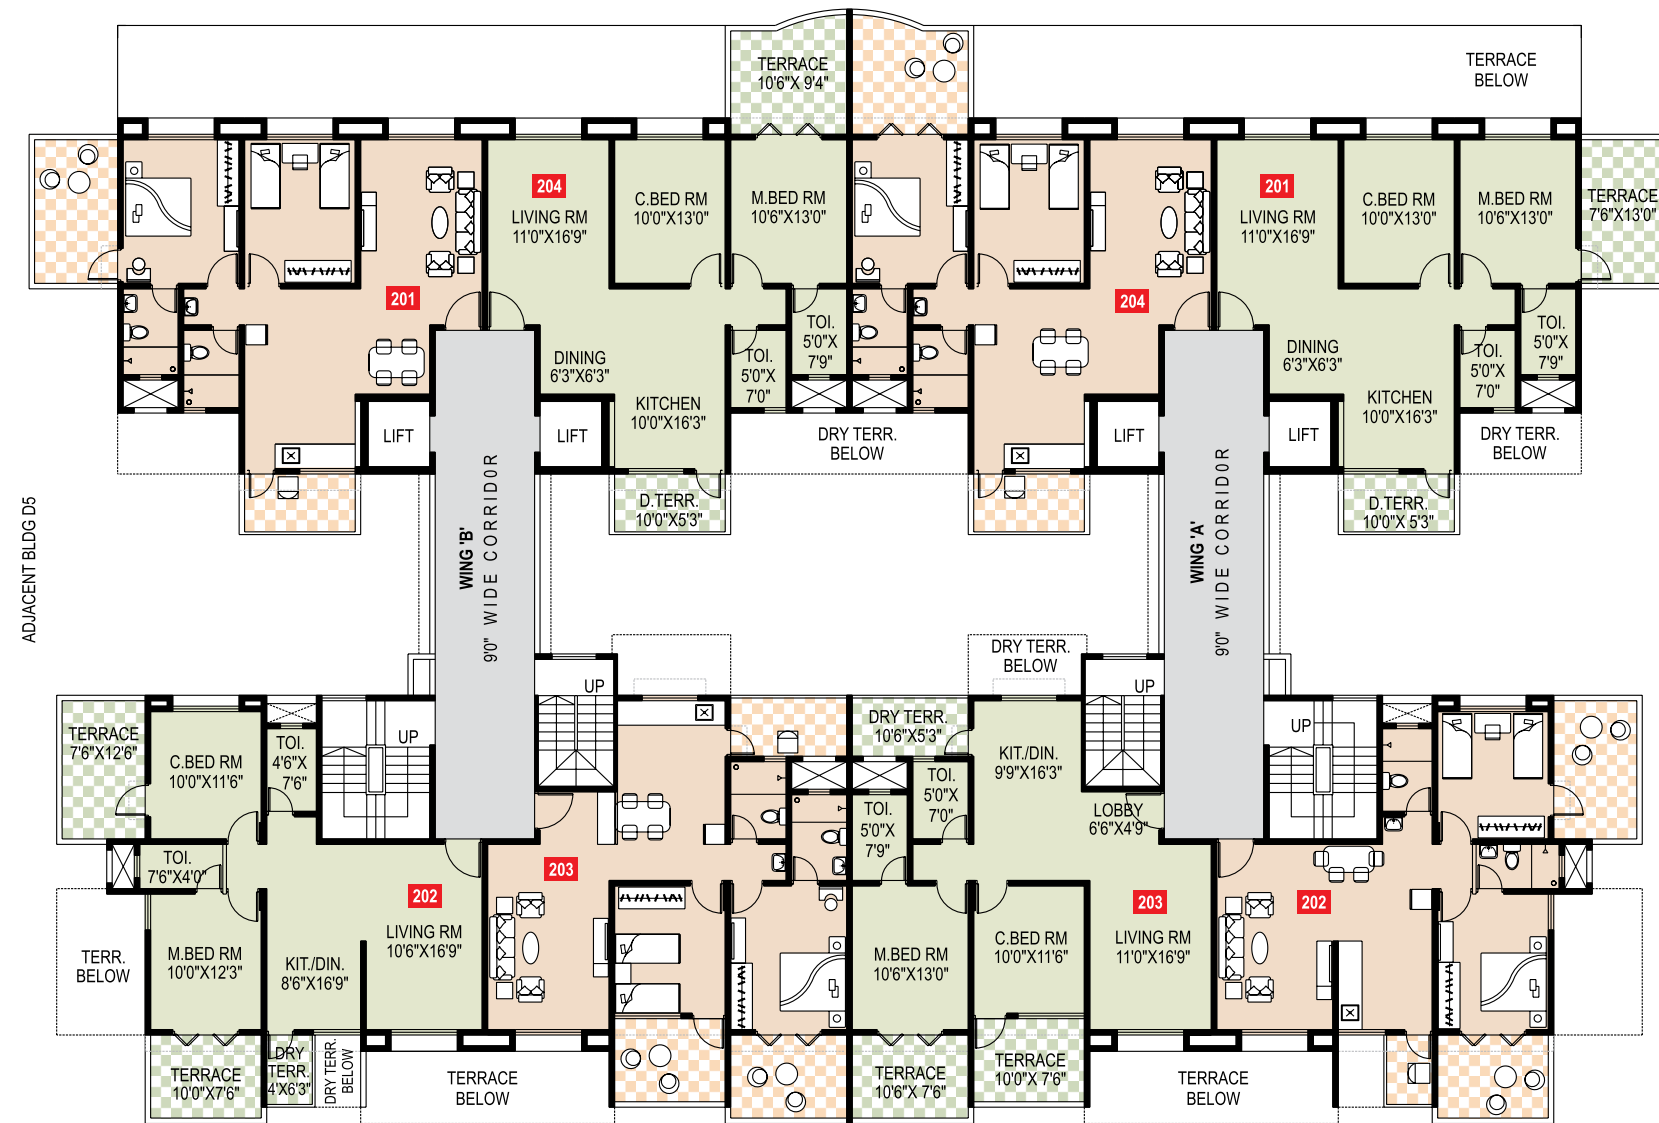 TERRACE
10'6"X 9'4"
TERRACE
BELOW
204
LIVING RM
11'0"X16'9"
C.BED RM
10'0"X13'0"
M.BED RM
10'6"X13'0"
201
LIVING RM
11'0"X16'9"
C.BED RM
10'0"X13'0"
M.BED RM
10'6"X13'0"
TERRACE
7'6"X13'0"
201
204
TOI.
5'0"X
7'9"
TOI.
5'0"X
7'0"
DINING
6'3"X6'3"
KITCHEN
10'0"X16'3"
DINING
6'3"X6'3"
KITCHEN
10'0"X16'3"
TOI.
5'0"X
7'0"
TOI.
5'0"X
7'9"
LIFT
LIFT
DRY TERR.
BELOW
LIFT
LIFT
DRY TERR.
BELOW
D.TERR.
10'0"X5'3"
D.TERR.
10'0"X 5'3"
ADJACENT BLDG D5
WING 'B'
9'0" WIDE CORRIDOR
WING 'A'
9'0" WIDE CORRIDOR
DRY TERR.
BELOW
UP
UP
TERRACE
7'6"X12'6"
C.BED RM
10'0"X11'6"
TOI.
4'6"X
7'6"
UP
DRY TERR.
10'6"X5'3"
KIT./DIN.
9'9"X16'3"
UP
TOI.
5'0"X
7'0"
TOI.
5'0"X
7'9"
LOBBY
6'6"X4'9"
TOI.
7'6"X4'0"
203
202
LIVING RM
10'6"X16'9"
203
LIVING RM
11'0"X16'9"
202
TERR.
BELOW
M.BED RM
10'0"X12'3"
KIT./DIN.
8'6"X16'9"
M.BED RM
10'6"X13'0"
C.BED RM
10'0"X11'6"
TERRACE
10'0"X7'6"
DRY
TERR.
4'X6'3"
DRY TERR.
BELOW
TERRACE
BELOW
TERRACE
10'6"X 7'6"
TERRACE
10'0"X 7'6"
TERRACE
BELOW